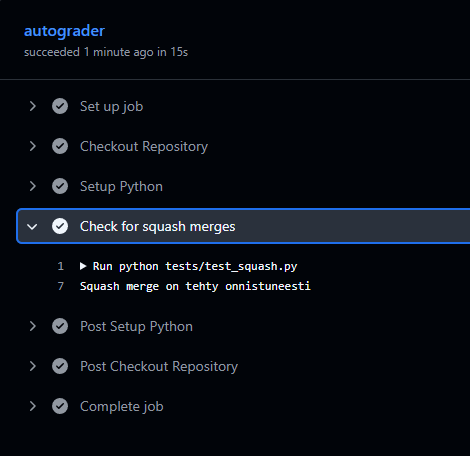 autograder
succeeded 1 minute ago in 15s
Set up job
Checkout Repository
Setup Python
Check for squash merges
1 Run python tests/test_squash.py
7 Squash merge on tehty onnistuneesti
Post Setup Python
Post Checkout Repository
Complete job